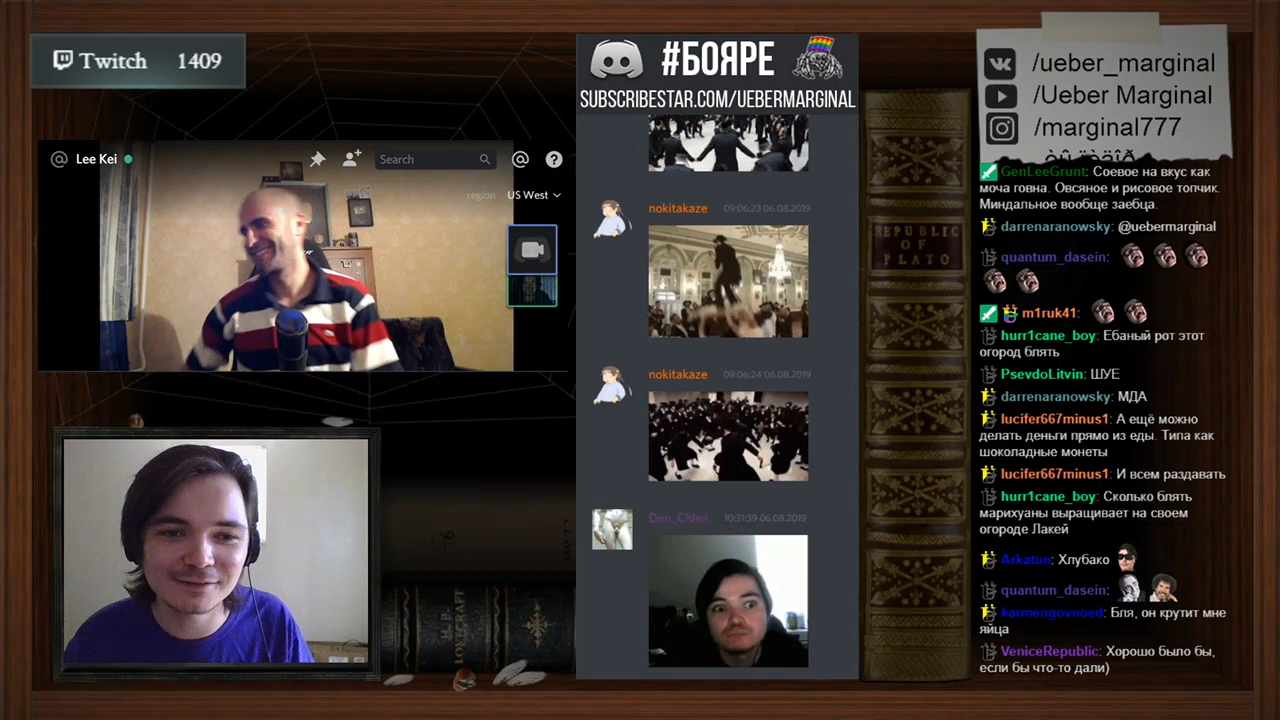 Twitch 1409
Lee Kei
Search
region US West
#БОЯРЕ
SUBSCRIBESTAR.COM/UEBERMARGINAL
nokitakaze 09:06:23 06.08.2019
nokitakaze 09:06:24 06.08.2019
Den_Chlen 10:31:39 06.08.2019
REPUBLIC
OF
PLATO
LOVECRAFT
/ueber_marginal
/Ueber Marginal
/marginal777
GenLeeGrunt: Соевое на вкус как
моча говна. Овсяное и рисовое топчик.
Миндальное вообще заебца.
darrenaranowsky: @uebermarginal
quantum_dasein:
m1ruk41:
hurr1cane_boy: Ебаный рот этот
огород блять
PsevdoLitvin: ШУЕ
darrenaranowsky: МДА
lucifer667minus1: А ещё можно
делать деньги прямо из еды. Типа как
шоколадные монеты
lucifer667minus1: И всем раздавать
hurr1cane_boy: Сколько блять
марихуаны выращивает на своем
огороде Лакей
Arkatun: Хлубако
quantum_dasein:
karmengovnoed: Бля, он крутит мне
яйца
VeniceRepublic: Хорошо было бы,
если бы что-то дали)